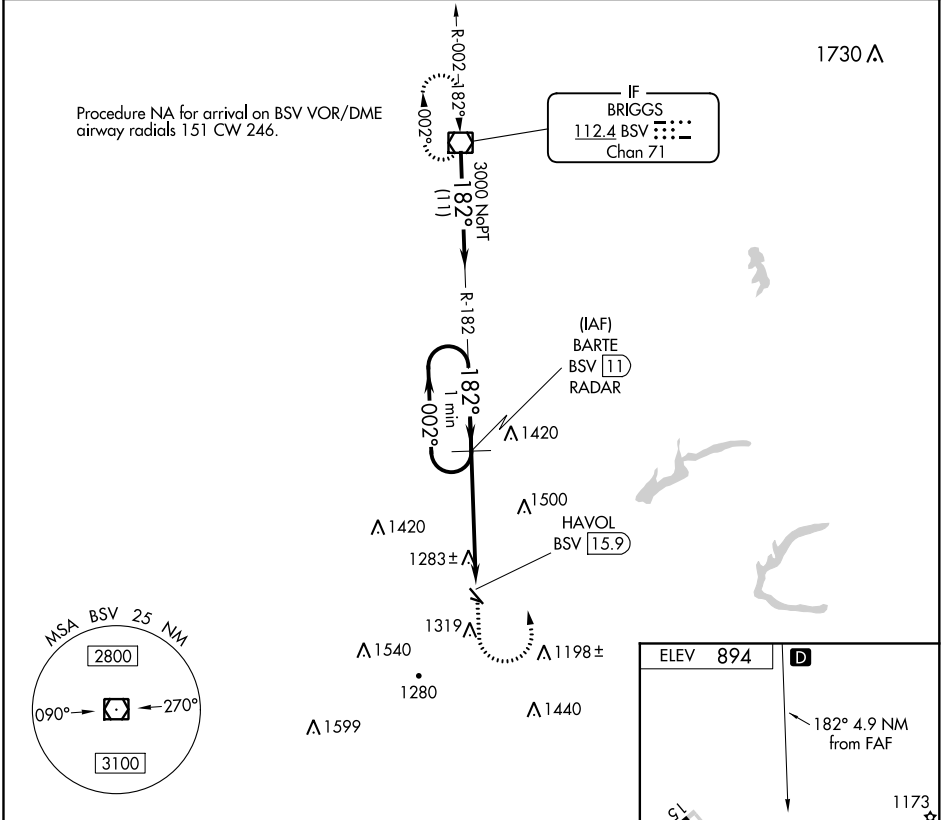 R-002
182°
002°
1730
Procedure NA for arrival on BSV VOR/DME
airway radials 151 CW 246.
IF
BRIGGS
112.4 BSV
Chan 71
3000 NoPT
182°
(11)
R-182
(IAF)
BARTE
BSV 11
RADAR
182°
1 min
002°
1420
1500
HAVOL
BSV 15.9
1420
1283±
1319
1540
1198±
1280
1440
1599
MSA BSV 25 NM
2800
090°
270°
3100
ELEV 894 D
182° 4.9 NM
from FAF
1173
15